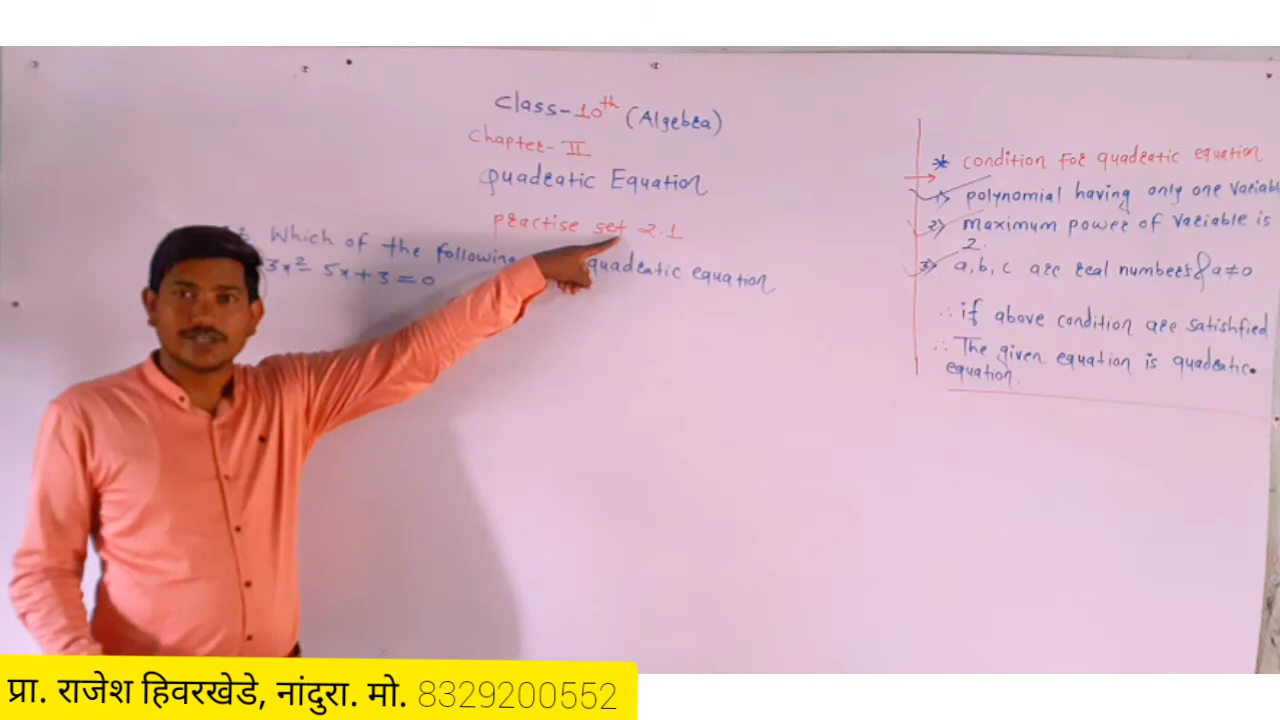 class-10th (Algebra)
chapter-II
Quadratic Equation
practise set 2.1
Which of the following quadratic equation
3x² - 5x + 3 = 0
* condition for quadratic equation
1) polynomial having only one variabl
2) maximum power of variable is
2.
3) a, b, c are real numbers & a ≠ 0
∴ if above condition are satishfied
∴ The given equation is quadratic
equation.
प्रा. राजेश हिवरखेडे, नांदुरा. मो. 8329200552